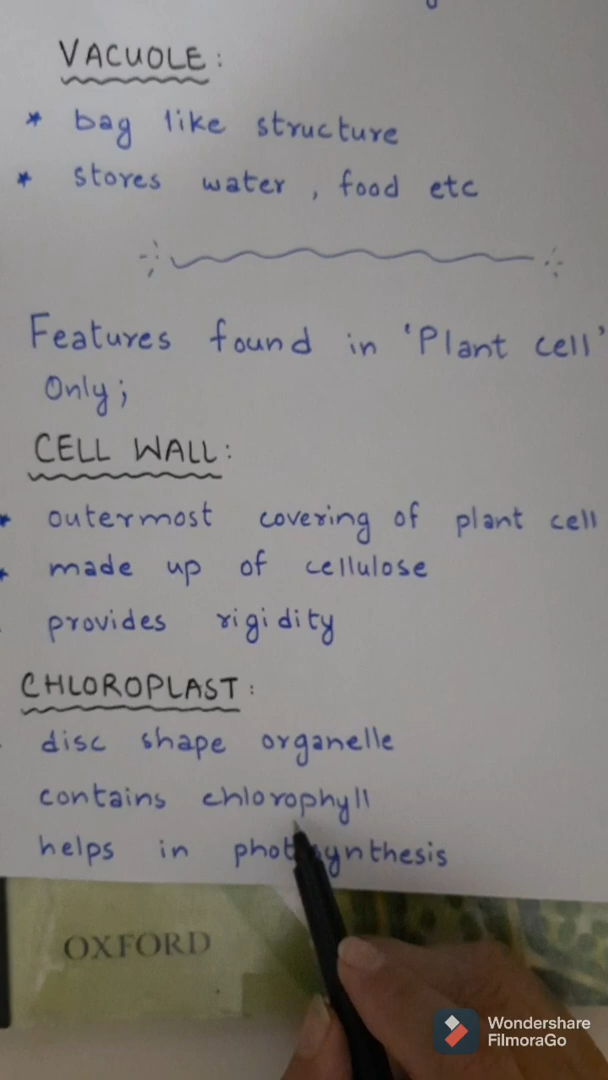 VACUOLE:
* bag like structure
* stores water, food etc
Features found in 'Plant cell'
Only;
CELL WALL:
* outermost covering of plant cell
* made up of cellulose
provides rigidity
CHLOROPLAST:
disc shape organelle
contains chlorophyll
helps in photosynthesis
OXFORD
Wondershare
FilmoraGo